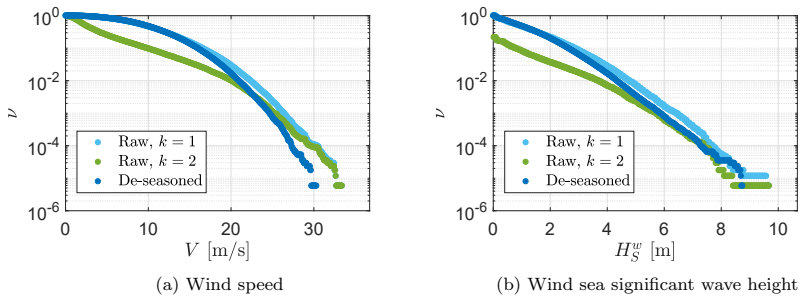 10^0
10^-2
10^-4
10^-6
ν
Raw, k = 1
Raw, k = 2
De-seasoned
0 10 20 30
V [m/s]
(a) Wind speed
10^0
10^-2
10^-4
10^-6
ν
Raw, k = 1
Raw, k = 2
De-seasoned
0 2 4 6 8 10
H_S^w [m]
(b) Wind sea significant wave height